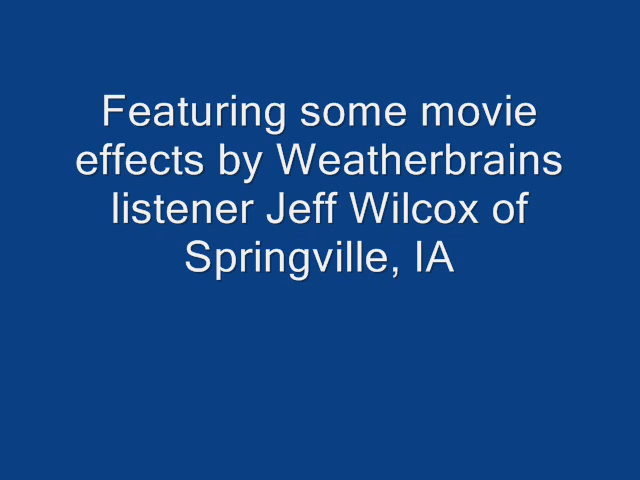 Featuring some movie
effects by Weatherbrains
listener Jeff Wilcox of
Springville, IA